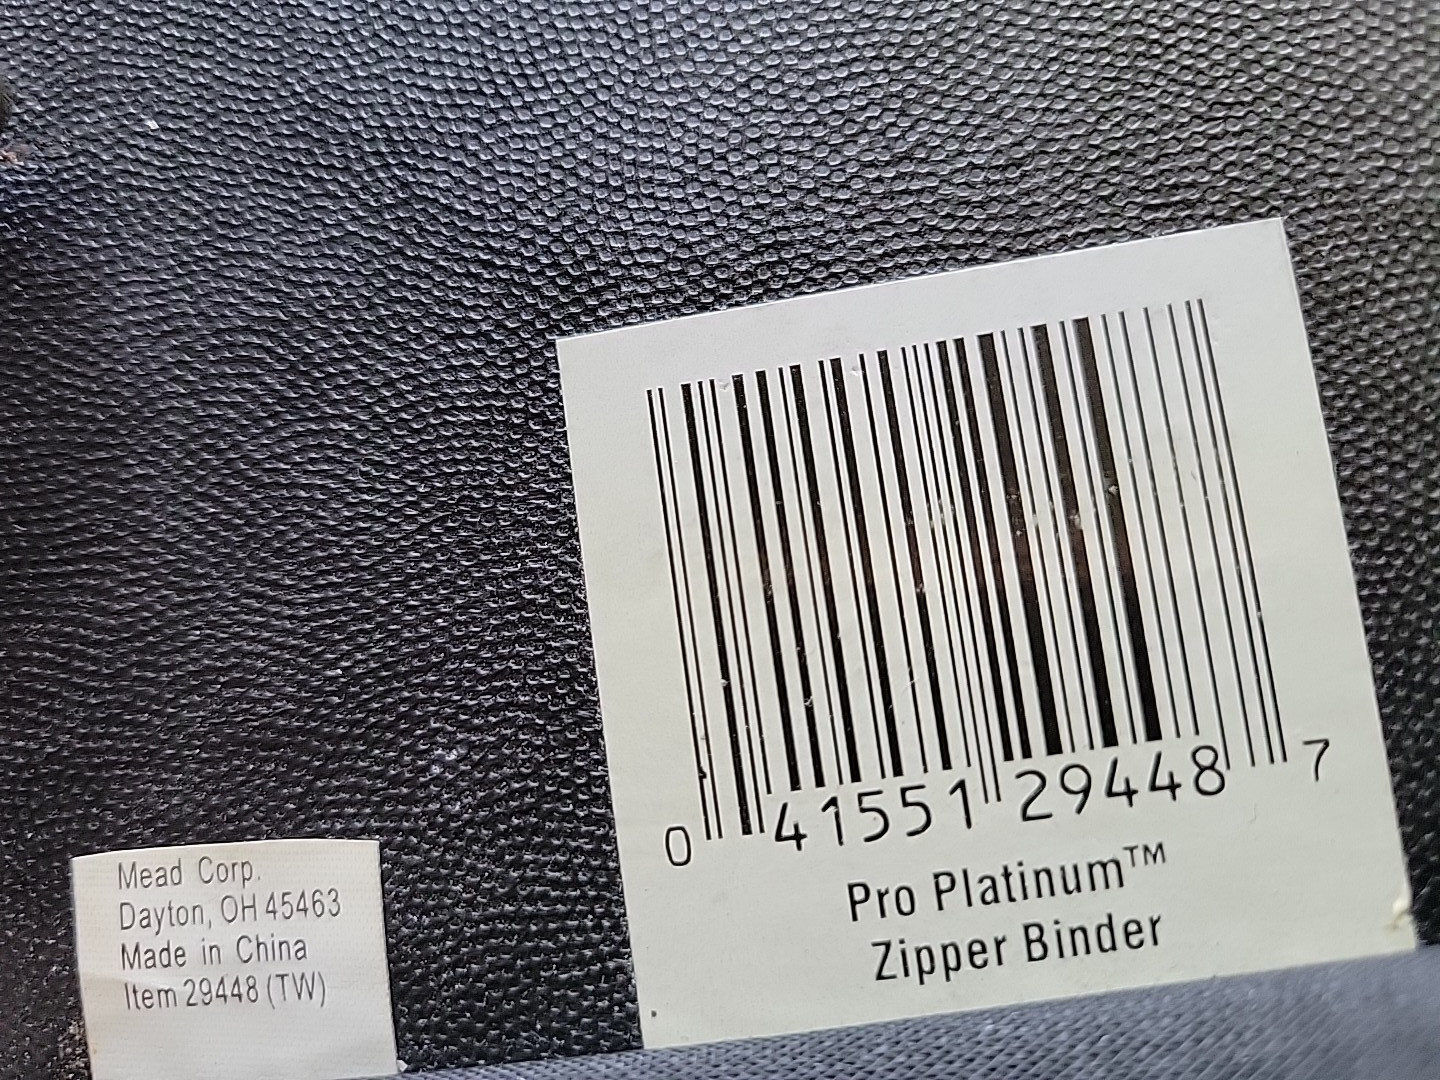 0 41551 29448 7
Pro Platinum™
Zipper Binder
Mead Corp.
Dayton, OH 45463
Made in China
Item 29448 (TW)